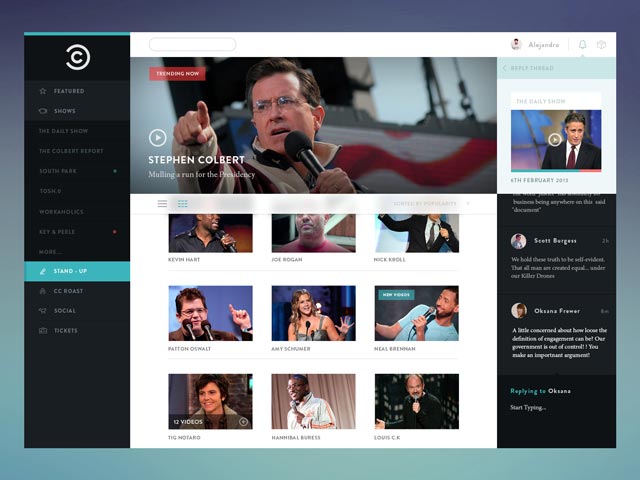 FEATURED
SHOWS
THE DAILY SHOW
THE COLBERT REPORT
SOUTH PARK
TOSH.0
WORKAHOLICS
KEY & PEELE
MORE...
STAND - UP
CC ROAST
SOCIAL
TICKETS
Alejandro
TRENDING NOW
STEPHEN COLBERT
Mulling a run for the Presidency
SORTED BY POPULARITY
KEVIN HART
JOE ROGAN
NICK KROLL
NEW VIDEOS
PATTON OSWALT
AMY SCHUMER
NEAL BRENNAN
12 VIDEOS
TIG NOTARO
HANNIBAL BURESS
LOUIS C.K
REPLY THREAD
THE DAILY SHOW
6TH FEBRUARY 2013
business being anywhere on this said
"document"
Scott Burgess
2h
We hold these truth to be self-evident.
That all man are created equal... under
our Killer Drones
Oksana Frewer
8m
A little concerned about how loose the
definition of engagement can be! Our
government is out of control! ! You
make an importuant argument!
Replying to Oksana
Start Typing...